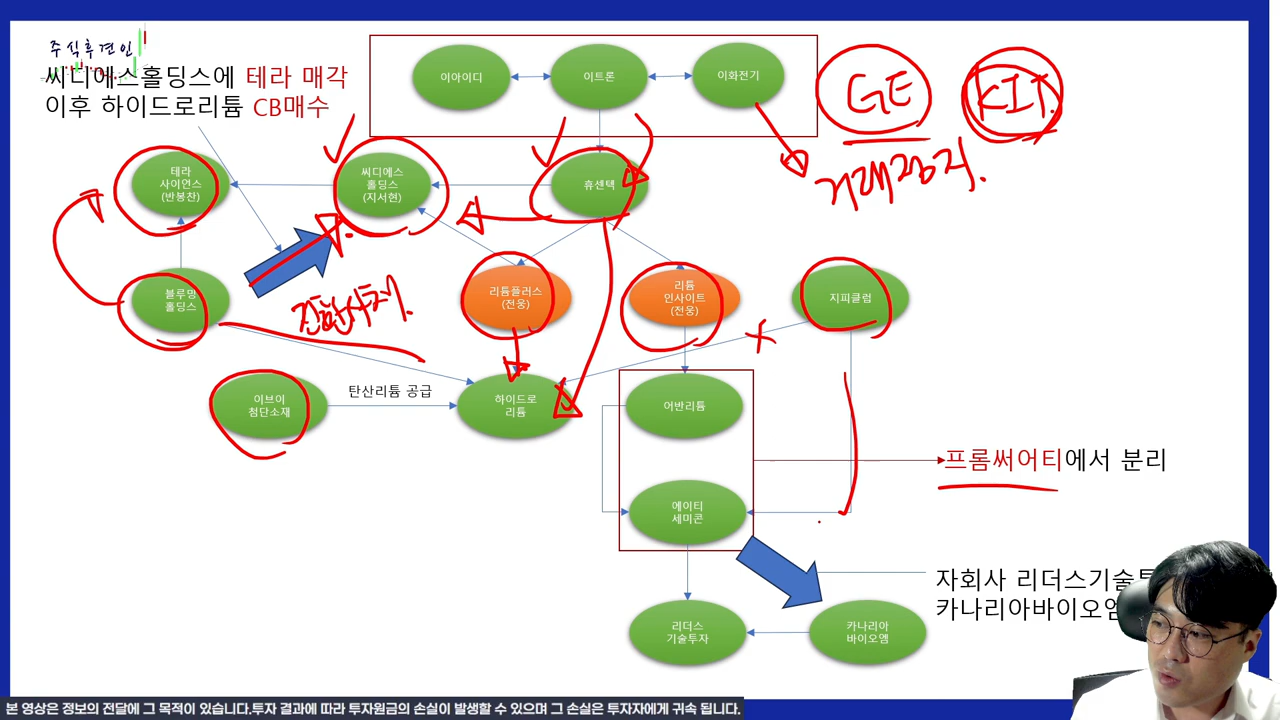 주식후견인
씨디에스홀딩스에 테라 매각
이후 하이드로리튬 CB매수
이아이디
이트론
이화전기
GE
KIT.
거래정지.
테라
사이언스
(반봉찬)
씨디에스
홀딩스
(지서현)
휴센텍
블루밍
홀딩스
리튬플러스
(전웅)
리튬
인사이트
(전웅)
지피클럽
이브이
첨단소재
탄산리튬 공급
하이드로
리튬
어반리튬
프롬써어티에서 분리
에이티
세미콘
자회사 리더스기술투
카나리아바이오엠
리더스
기술투자
카나리아
바이오엠
본 영상은 정보의 전달에 그 목적이 있습니다.투자 결과에 따라 투자원금의 손실이 발생할 수 있으며 그 손실은 투자자에게 귀속 됩니다.